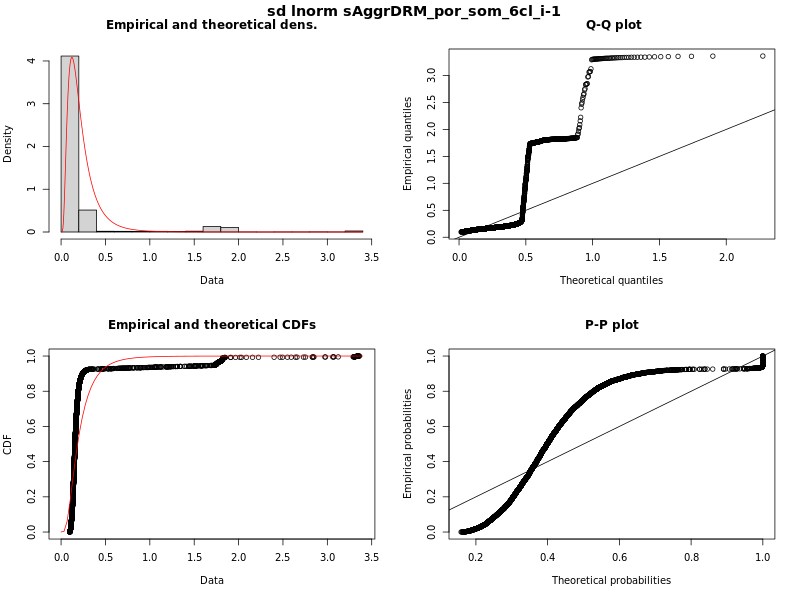 sd lnorm sAggrDRM_por_som_6cl_i-1
Empirical and theoretical dens.
Density
0 1 2 3 4
0.0 0.5 1.0 1.5 2.0 2.5 3.0 3.5
Data
Q-Q plot
Empirical quantiles
0.0 0.5 1.0 1.5 2.0 2.5 3.0
0.0 0.5 1.0 1.5 2.0
Theoretical quantiles
Empirical and theoretical CDFs
CDF
0.0 0.2 0.4 0.6 0.8 1.0
0.0 0.5 1.0 1.5 2.0 2.5 3.0 3.5
Data
P-P plot
Empirical probabilities
0.0 0.2 0.4 0.6 0.8 1.0
0.2 0.4 0.6 0.8 1.0
Theoretical probabilities